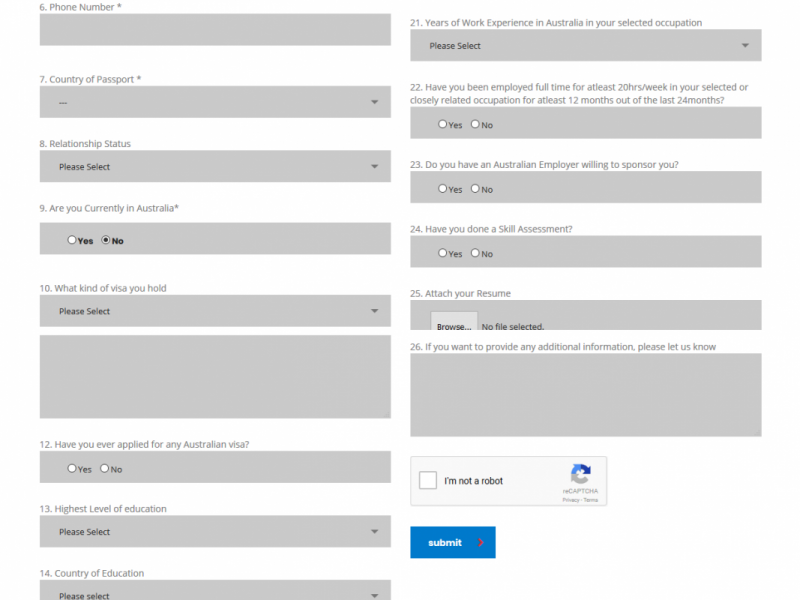 6. Phone Number *
7. Country of Passport *
---
8. Relationship Status
Please Select
9. Are you Currently in Australia*
Yes No
10. What kind of visa you hold
Please Select
12. Have you ever applied for any Australian visa?
Yes No
13. Highest Level of education
Please Select
14. Country of Education
Please select
21. Years of Work Experience in Australia in your selected occupation
Please Select
22. Have you been employed full time for atleast 20hrs/week in your selected or
closely related occupation for atleast 12 months out of the last 24months?
Yes No
23. Do you have an Australian Employer willing to sponsor you?
Yes No
24. Have you done a Skill Assessment?
Yes No
25. Attach your Resume
Browse... No file selected.
26. If you want to provide any additional information, please let us know
I'm not a robot
reCAPTCHA
Privacy - Terms
submit